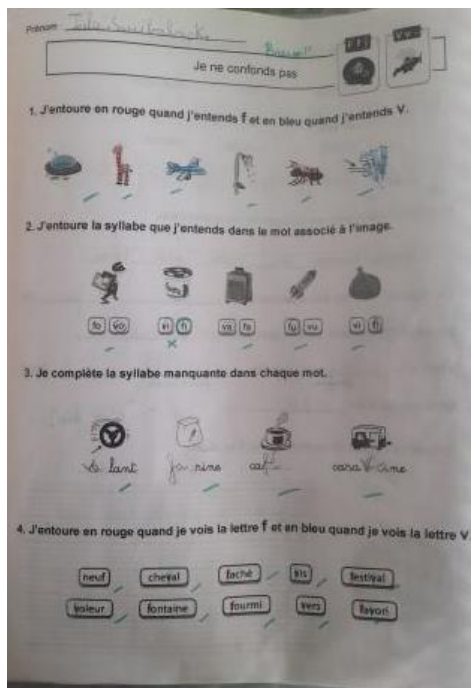 Prénom
Bravo!!
Je ne confonds pas
1. J'entoure en rouge quand j'entends f et en bleu quand j'entends v.
2. J'entoure la syllabe que j'entends dans le mot associé à l'image.
fo vo vi fi va fa fu vu vi fi
3. Je complète la syllabe manquante dans chaque mot.
vo lant fa rine café cara v ane
4. J'entoure en rouge quand je vois la lettre f et en bleu quand je vois la lettre v
neuf cheval faché vis festival
voleur fontaine fourmi vers favori